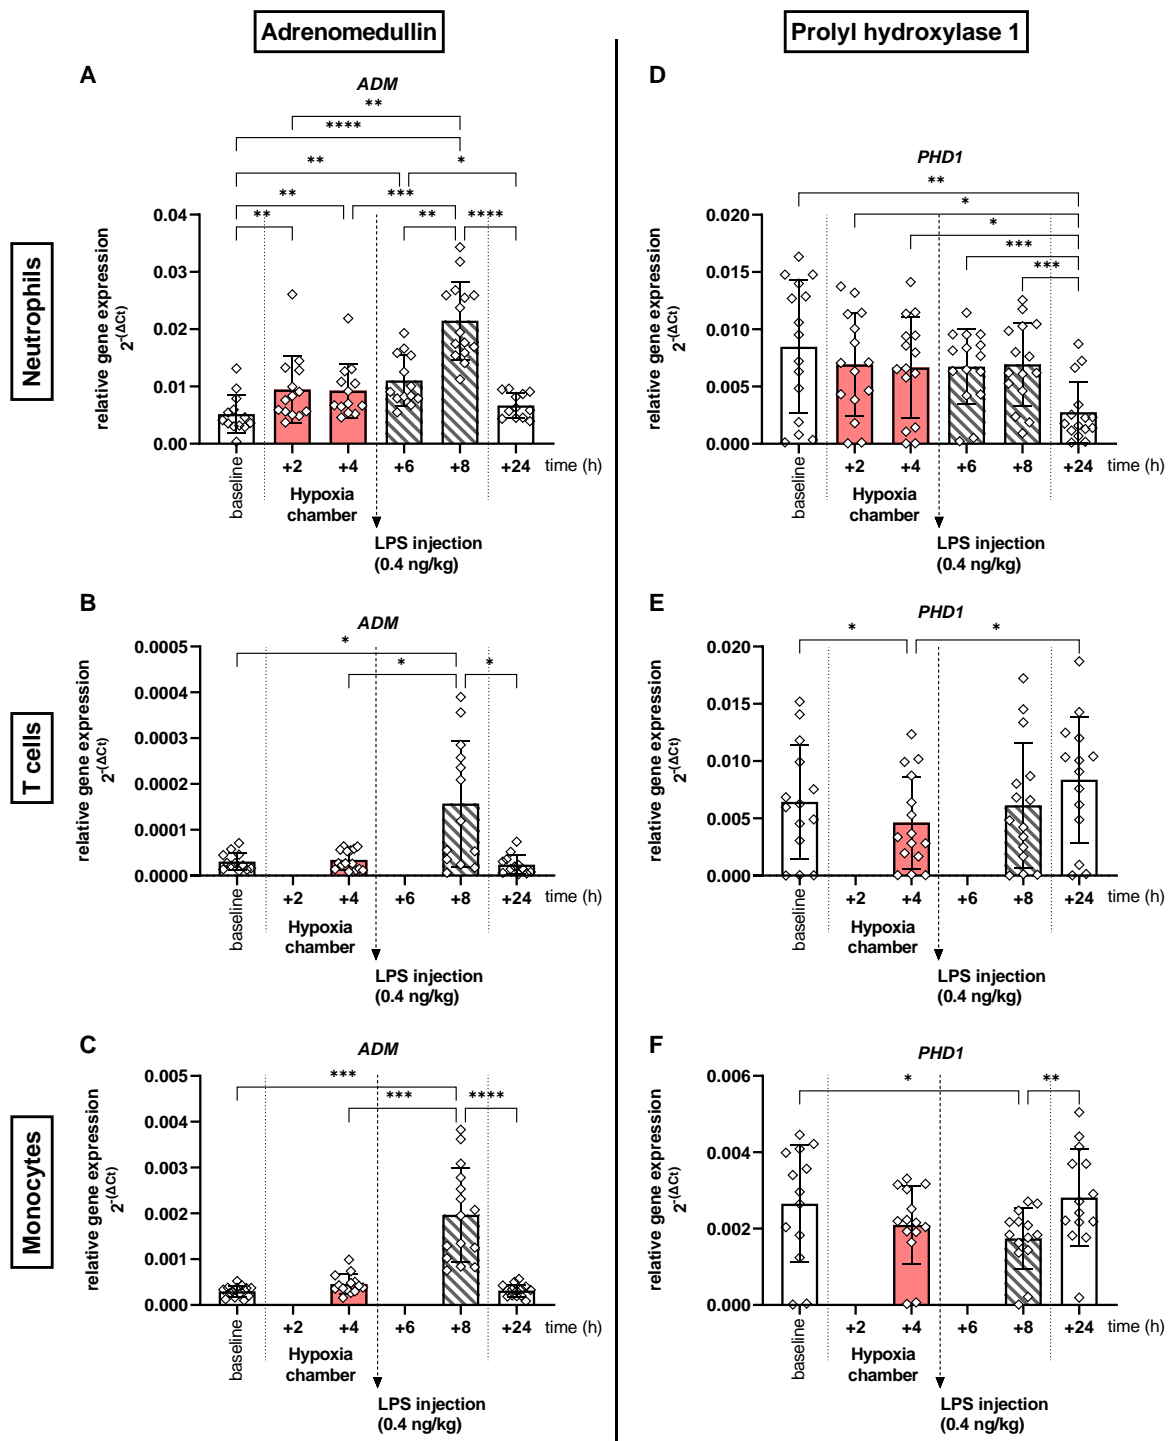 Adrenomedullin
Prolyl hydroxylase 1
Neutrophils
A
ADM
**
****
** *
** ***
** ** ****
relative gene expression
2-(ΔCt)
0.04
0.03
0.02
0.01
0.00
baseline +2 +4 +6 +8 +24 time (h)
Hypoxia
chamber
LPS injection
(0.4 ng/kg)
D
PHD1
**
*
*
***
***
relative gene expression
2-(ΔCt)
0.020
0.015
0.010
0.005
0.000
baseline +2 +4 +6 +8 +24 time (h)
Hypoxia
chamber
LPS injection
(0.4 ng/kg)
T cells
B
ADM
*
* *
relative gene expression
2-(ΔCt)
0.0005
0.0004
0.0003
0.0002
0.0001
0.0000
baseline +2 +4 +6 +8 +24 time (h)
Hypoxia
chamber
LPS injection
(0.4 ng/kg)
E
PHD1
* *
relative gene expression
2-(ΔCt)
0.020
0.015
0.010
0.005
0.000
baseline +2 +4 +6 +8 +24 time (h)
Hypoxia
chamber
LPS injection
(0.4 ng/kg)
Monocytes
C
ADM
***
*** ****
relative gene expression
2-(ΔCt)
0.005
0.004
0.003
0.002
0.001
0.000
baseline +2 +4 +6 +8 +24 time (h)
Hypoxia
chamber
LPS injection
(0.4 ng/kg)
F
PHD1
* **
relative gene expression
2-(ΔCt)
0.006
0.004
0.002
0.000
baseline +2 +4 +6 +8 +24 time (h)
Hypoxia
chamber
LPS injection
(0.4 ng/kg)